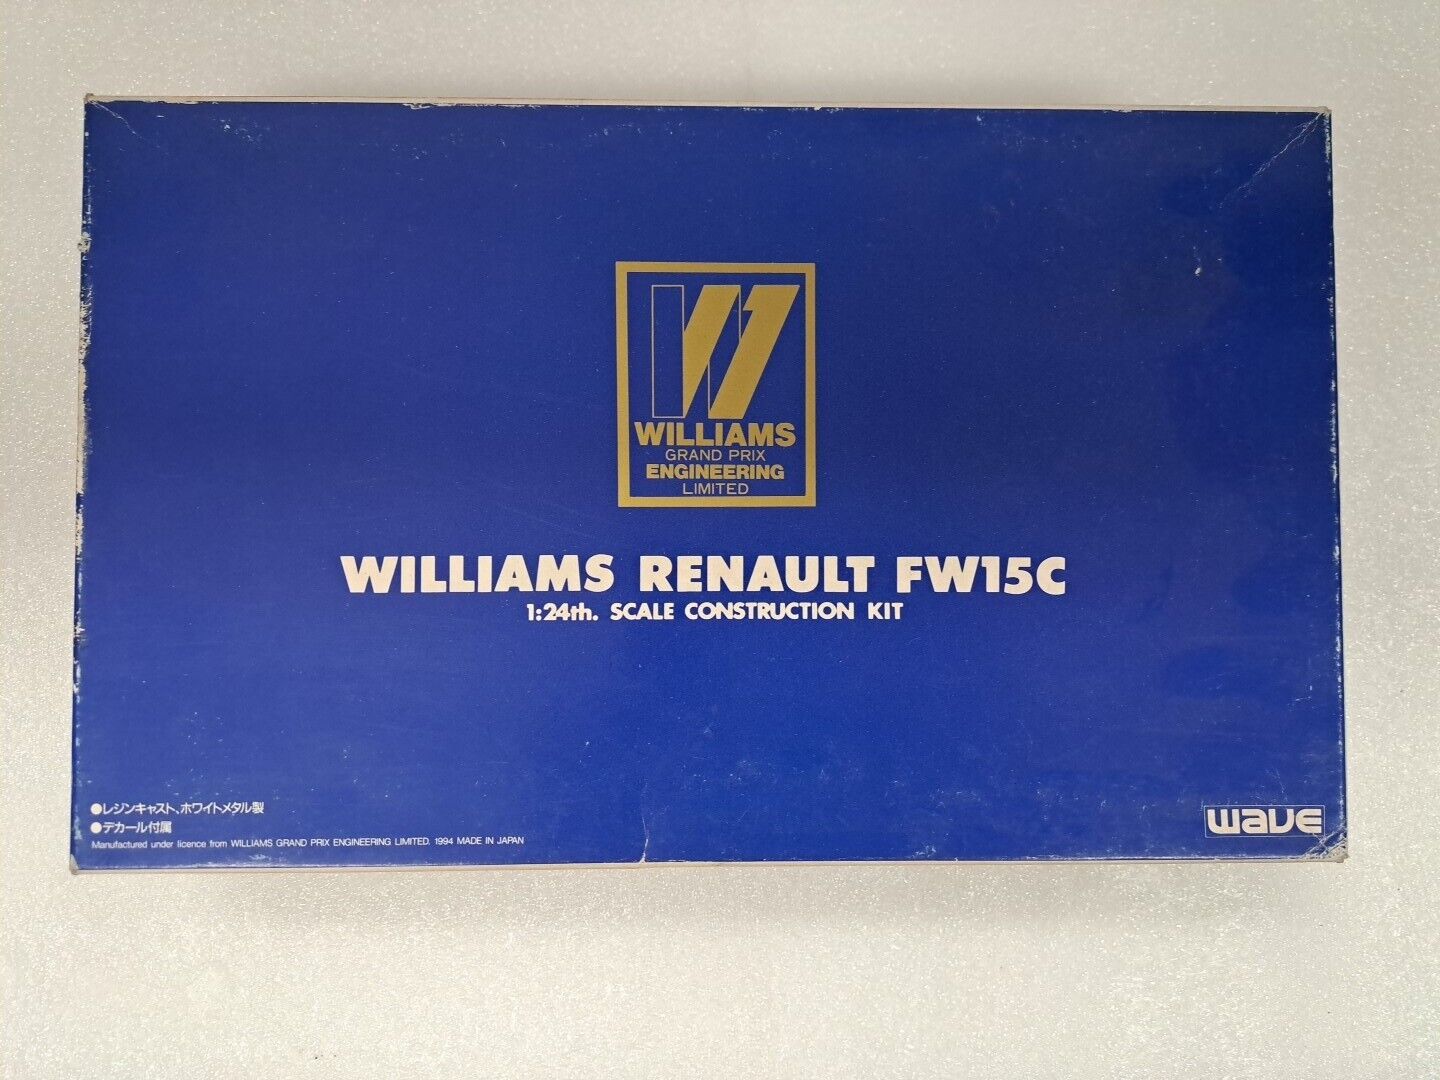 WILLIAMS
GRAND PRIX
ENGINEERING
LIMITED
WILLIAMS RENAULT FW15C
1:24th. SCALE CONSTRUCTION KIT
●レジンキャスト、ホワイトメタル製
●デカール付属
Manufactured under licence from WILLIAMS GRAND PRIX ENGINEERING LIMITED. 1994 MADE IN JAPAN
wave